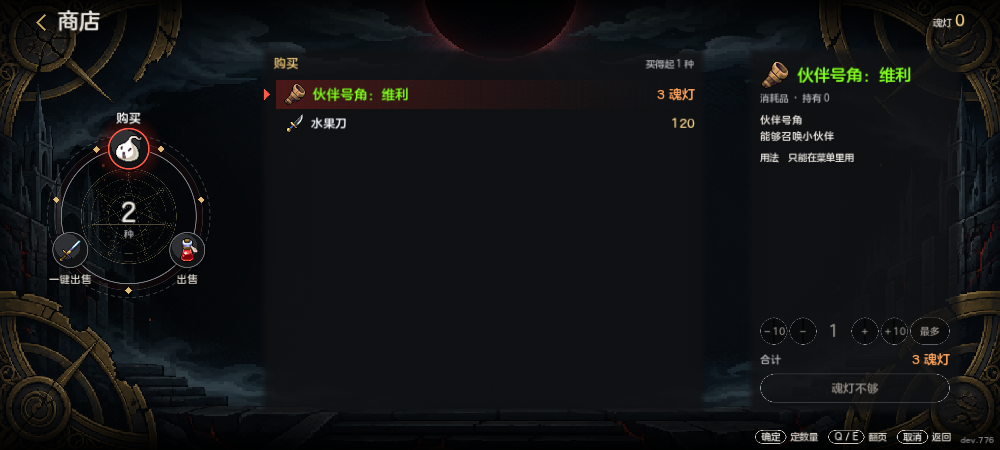 商店
魂灯 0
购买
买得起 1 种
伙伴号角：维利
3 魂灯
水果刀
120
购买
2
种
一键出售
出售
伙伴号角：维利
消耗品 · 持有 0
伙伴号角
能够召唤小伙伴
用法 只能在菜单里用
-10 - 1 + +10 最多
合计
3 魂灯
魂灯不够
确定 定数量 Q / E 翻页 取消 返回
dev.776